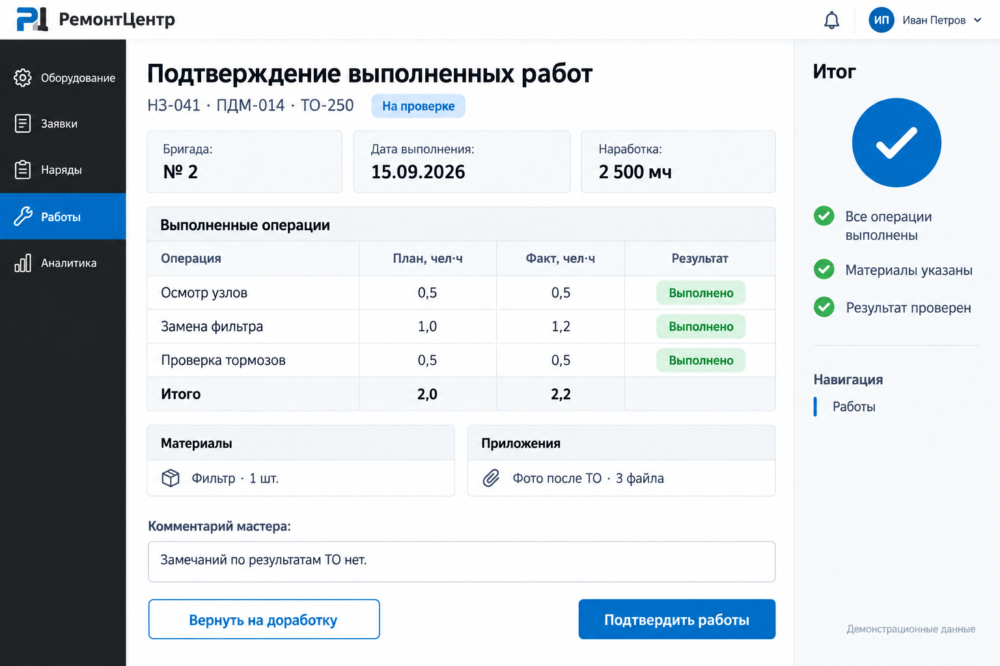 РЦ РемонтЦентр
ИП Иван Петров
Оборудование
Заявки
Наряды
Работы
Аналитика
Подтверждение выполненных работ
НЗ-041 · ПДМ-014 · ТО-250 На проверке
Бригада:
№ 2
Дата выполнения:
15.09.2026
Наработка:
2 500 мч
Выполненные операции
Операция План, чел·ч Факт, чел·ч Результат
Осмотр узлов 0,5 0,5 Выполнено
Замена фильтра 1,0 1,2 Выполнено
Проверка тормозов 0,5 0,5 Выполнено
Итого 2,0 2,2
Материалы
Фильтр · 1 шт.
Приложения
Фото после ТО · 3 файла
Комментарий мастера:
Замечаний по результатам ТО нет.
Вернуть на доработку
Подтвердить работы
Итог
Все операции
выполнены
Материалы указаны
Результат проверен
Навигация
Работы
Демонстрационные данные